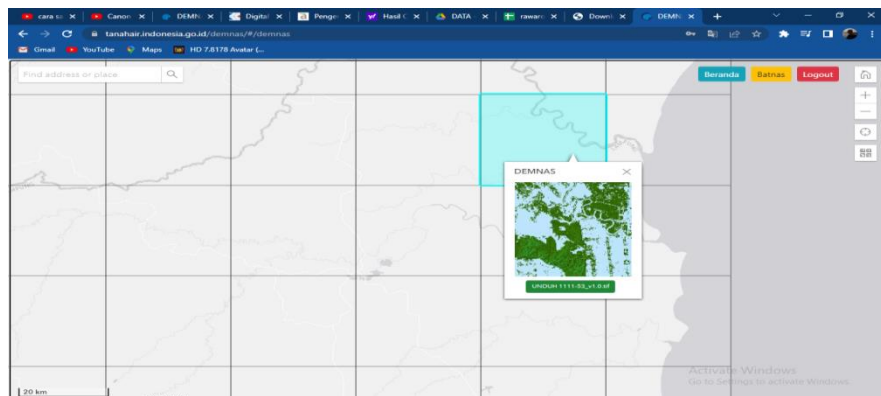 cara sa
Canon
DEMN
Digital
Penge
Hasil C
DATA
rawar
Downl
DEMN
tanahair.indonesia.go.id/demnas/#/demnas
Gmail
YouTube
Maps
HD 7.8178 Avatar (...
Find address or place
Beranda
Batnas
Logout
DEMNAS
UNDUH 1111-53_v1.0.tif
Activate Windows
Go to Settings to activate Windows.
20 km